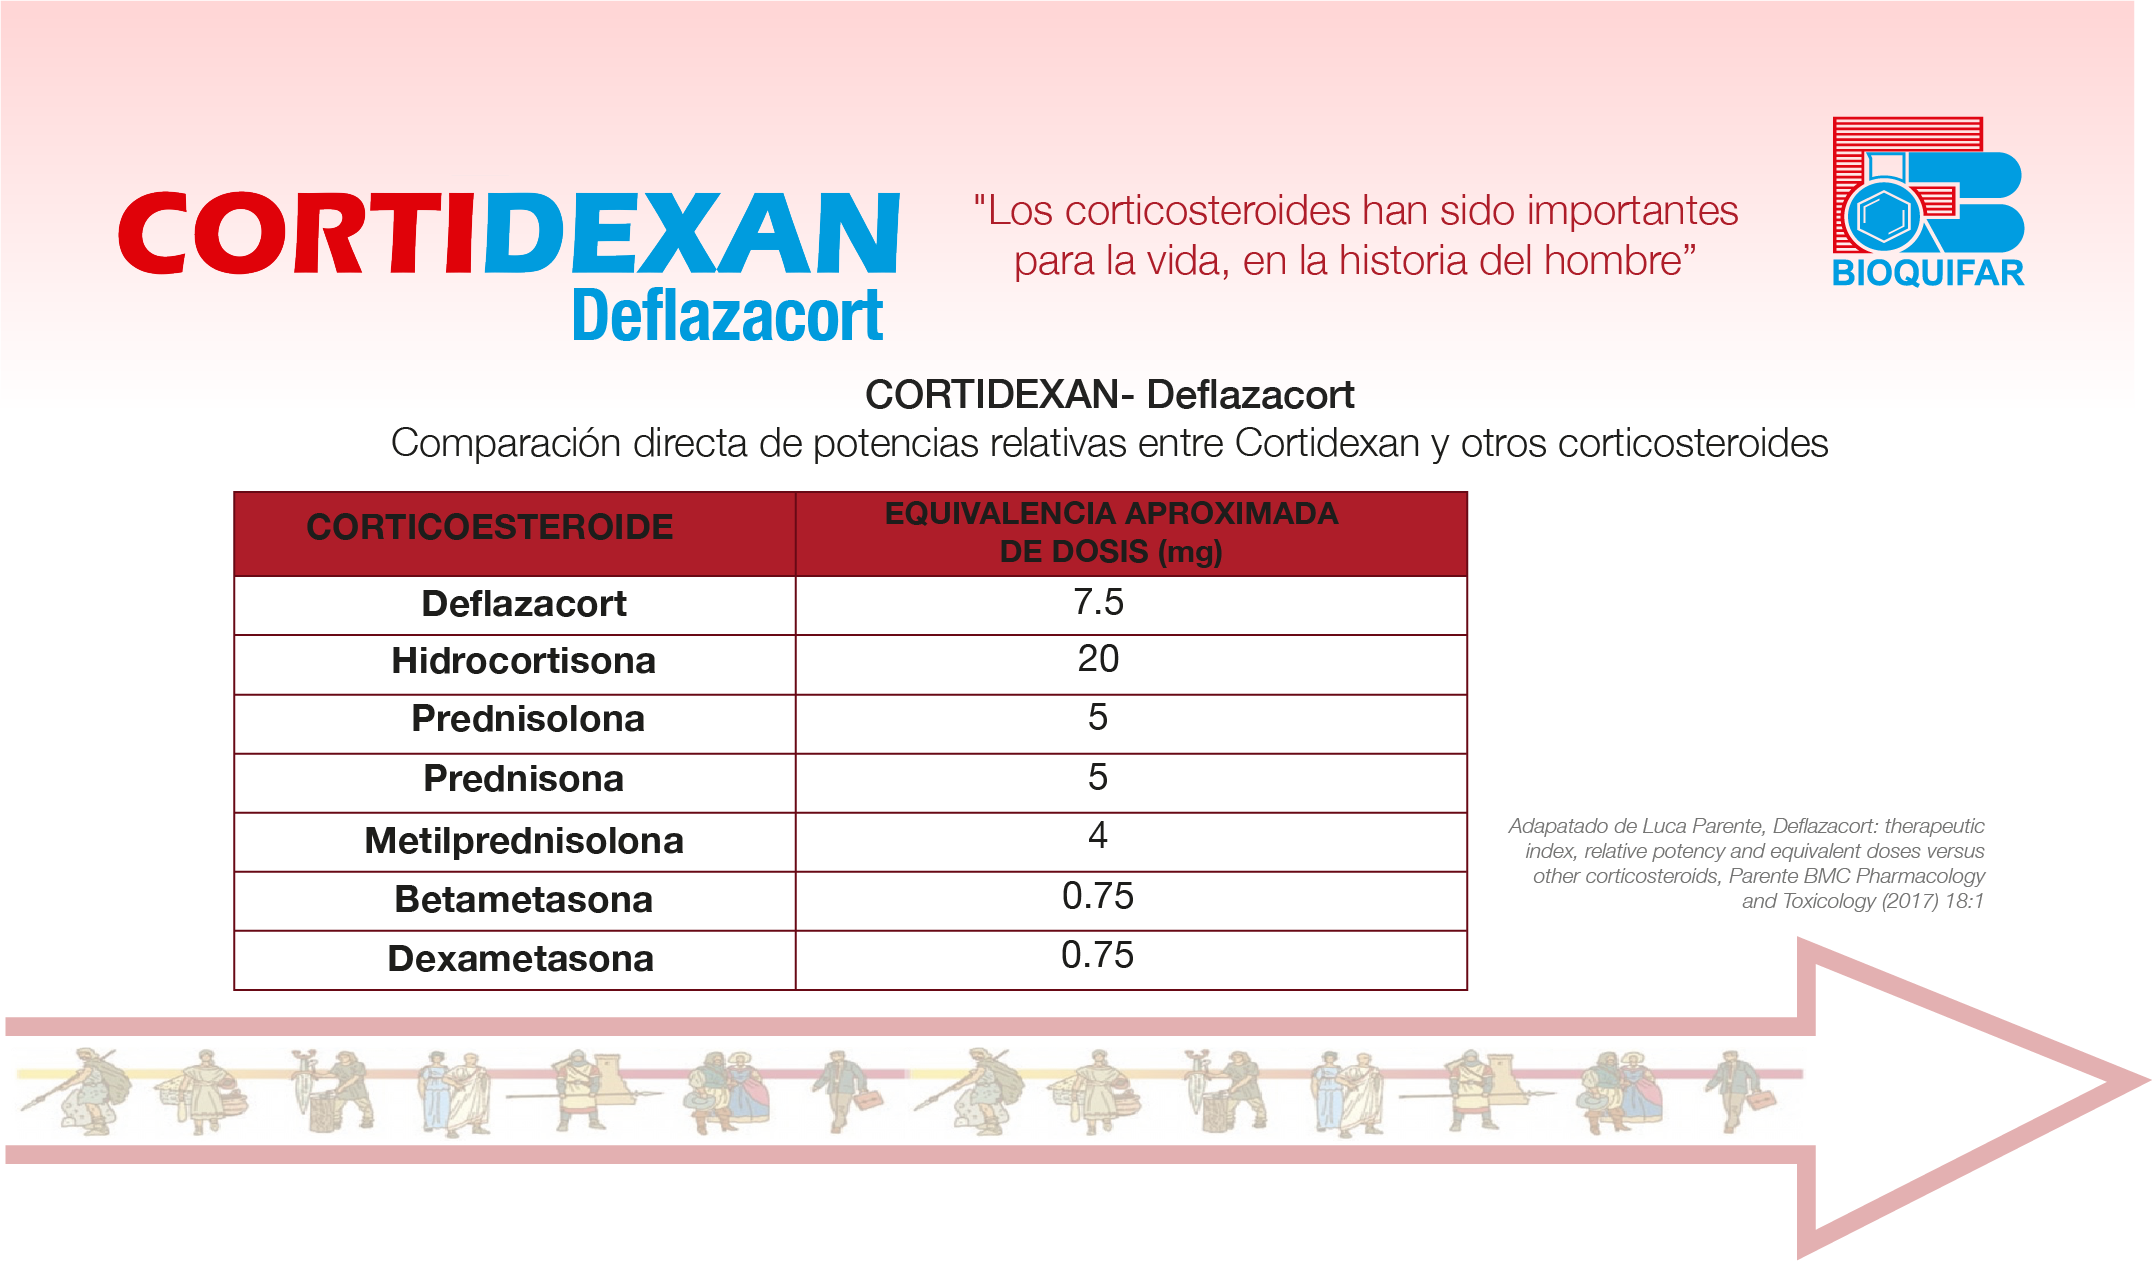 CORTIDEXAN
Deflazacort
"Los corticosteroides han sido importantes
para la vida, en la historia del hombre”
BIOQUIFAR
CORTIDEXAN- Deflazacort
Comparación directa de potencias relativas entre Cortidexan y otros corticosteroides
CORTICOESTEROIDE
EQUIVALENCIA APROXIMADA
DE DOSIS (mg)
Deflazacort 7.5
Hidrocortisona 20
Prednisolona 5
Prednisona 5
Metilprednisolona 4
Betametasona 0.75
Dexametasona 0.75
Adapatado de Luca Parente, Deflazacort: therapeutic
index, relative potency and equivalent doses versus
other corticosteroids, Parente BMC Pharmacology
and Toxicology (2017) 18:1